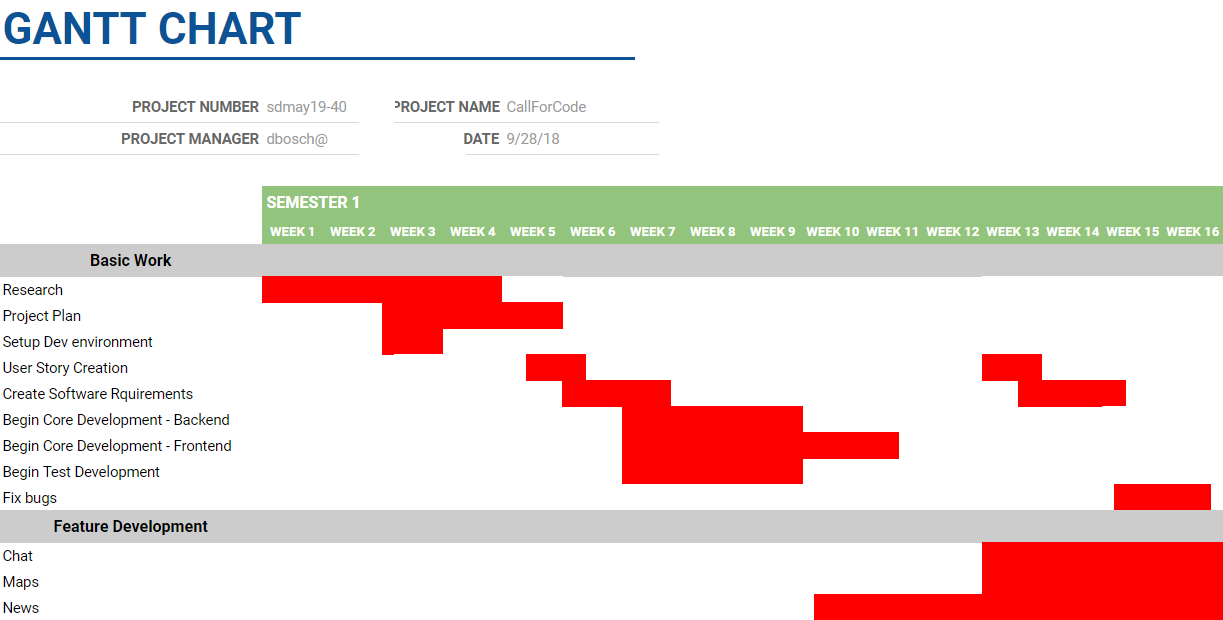 GANTT CHART
PROJECT NUMBER sdmay19-40 PROJECT NAME CallForCode
PROJECT MANAGER dbosch@ DATE 9/28/18
SEMESTER 1
WEEK 1 WEEK 2 WEEK 3 WEEK 4 WEEK 5 WEEK 6 WEEK 7 WEEK 8 WEEK 9 WEEK 10 WEEK 11 WEEK 12 WEEK 13 WEEK 14 WEEK 15 WEEK 16
Basic Work
Research
Project Plan
Setup Dev environment
User Story Creation
Create Software Rquirements
Begin Core Development - Backend
Begin Core Development - Frontend
Begin Test Development
Fix bugs
Feature Development
Chat
Maps
News